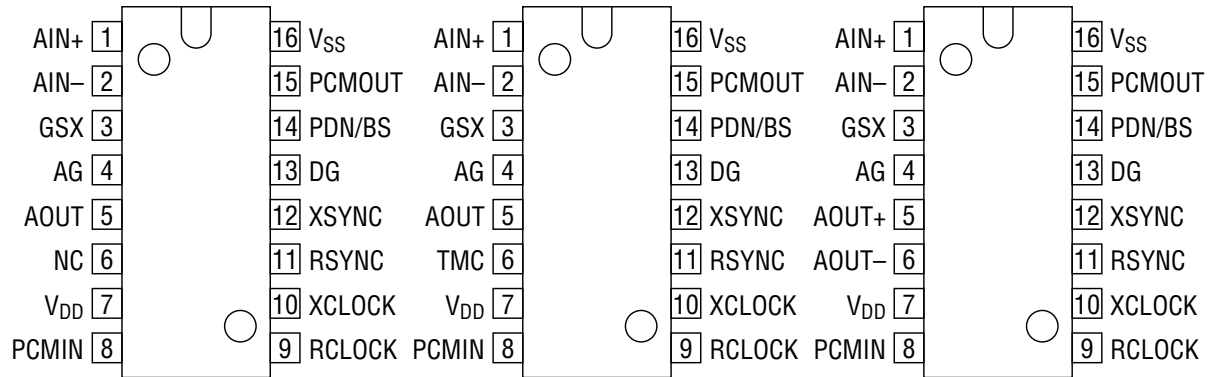 AIN+ 1 16 VSS AIN+ 1 16 VSS AIN+ 1 16 VSS
AIN– 2 15 PCMOUT AIN– 2 15 PCMOUT AIN– 2 15 PCMOUT
GSX 3 14 PDN/BS GSX 3 14 PDN/BS GSX 3 14 PDN/BS
AG 4 13 DG AG 4 13 DG AG 4 13 DG
AOUT 5 12 XSYNC AOUT 5 12 XSYNC AOUT+ 5 12 XSYNC
NC 6 11 RSYNC TMC 6 11 RSYNC AOUT– 6 11 RSYNC
VDD 7 10 XCLOCK VDD 7 10 XCLOCK VDD 7 10 XCLOCK
PCMIN 8 9 RCLOCK PCMIN 8 9 RCLOCK PCMIN 8 9 RCLOCK